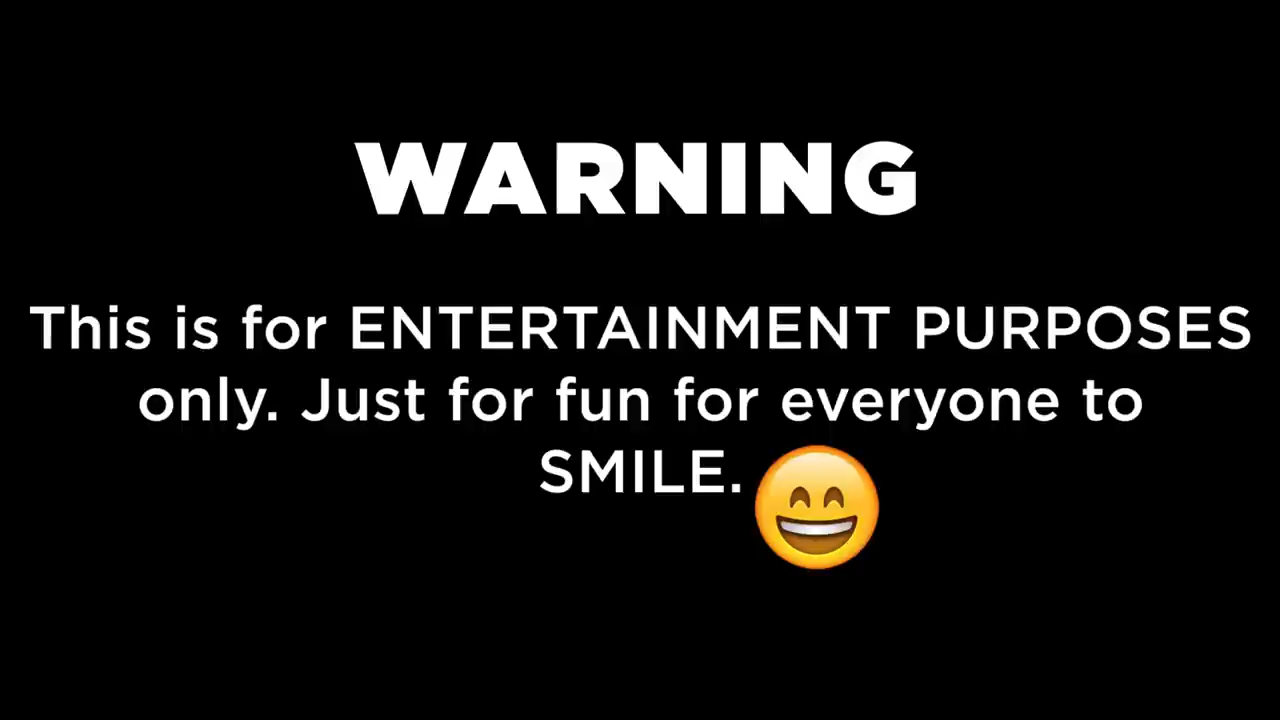 WARNING
This is for ENTERTAINMENT PURPOSES
only. Just for fun for everyone to
SMILE. 😄